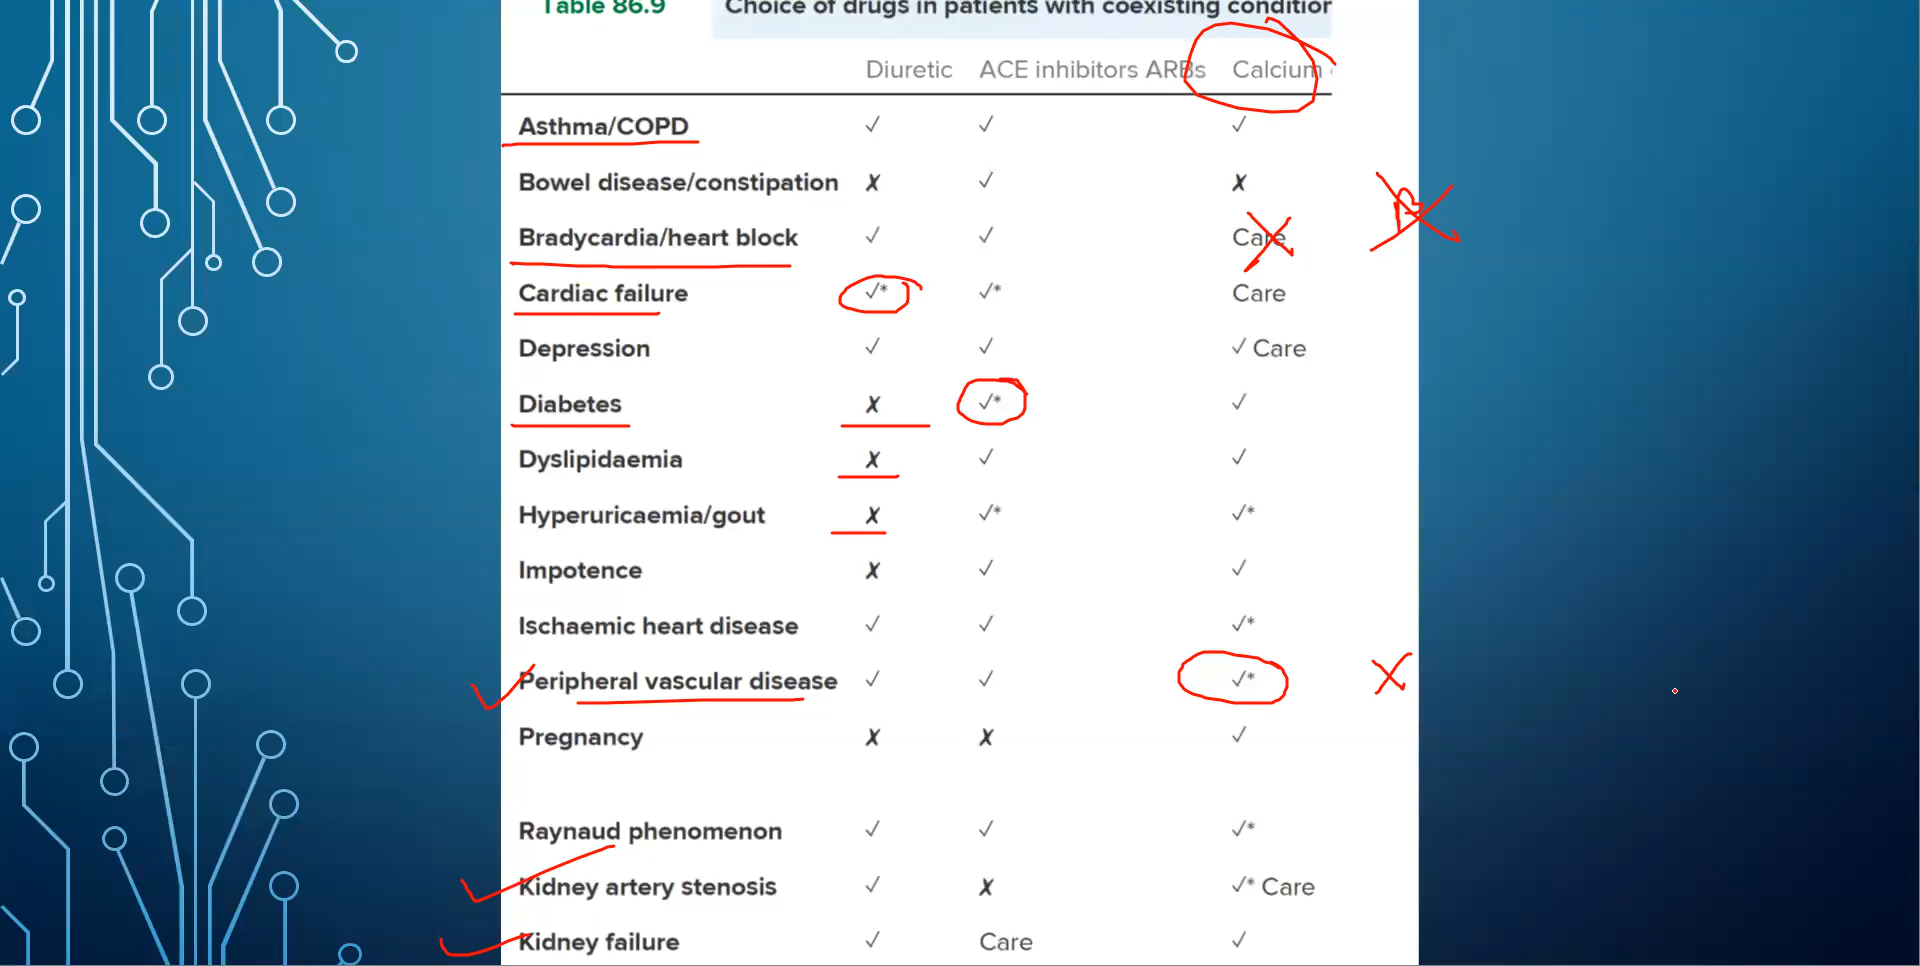 Table 86.9 Choice of drugs in patients with coexisting condition
Diuretic ACE inhibitors ARBs Calcium
Asthma/COPD ✓ ✓ ✓
Bowel disease/constipation ✗ ✓ ✗
Bradycardia/heart block ✓ ✓ Care
Cardiac failure ✓* ✓* Care
Depression ✓ ✓ ✓ Care
Diabetes ✗ ✓* ✓
Dyslipidaemia ✗ ✓ ✓
Hyperuricaemia/gout ✗ ✓* ✓*
Impotence ✗ ✓ ✓
Ischaemic heart disease ✓ ✓ ✓*
Peripheral vascular disease ✓ ✓ ✓*
Pregnancy ✗ ✗ ✓
Raynaud phenomenon ✓ ✓ ✓*
Kidney artery stenosis ✓ ✗ ✓* Care
Kidney failure ✓ Care ✓